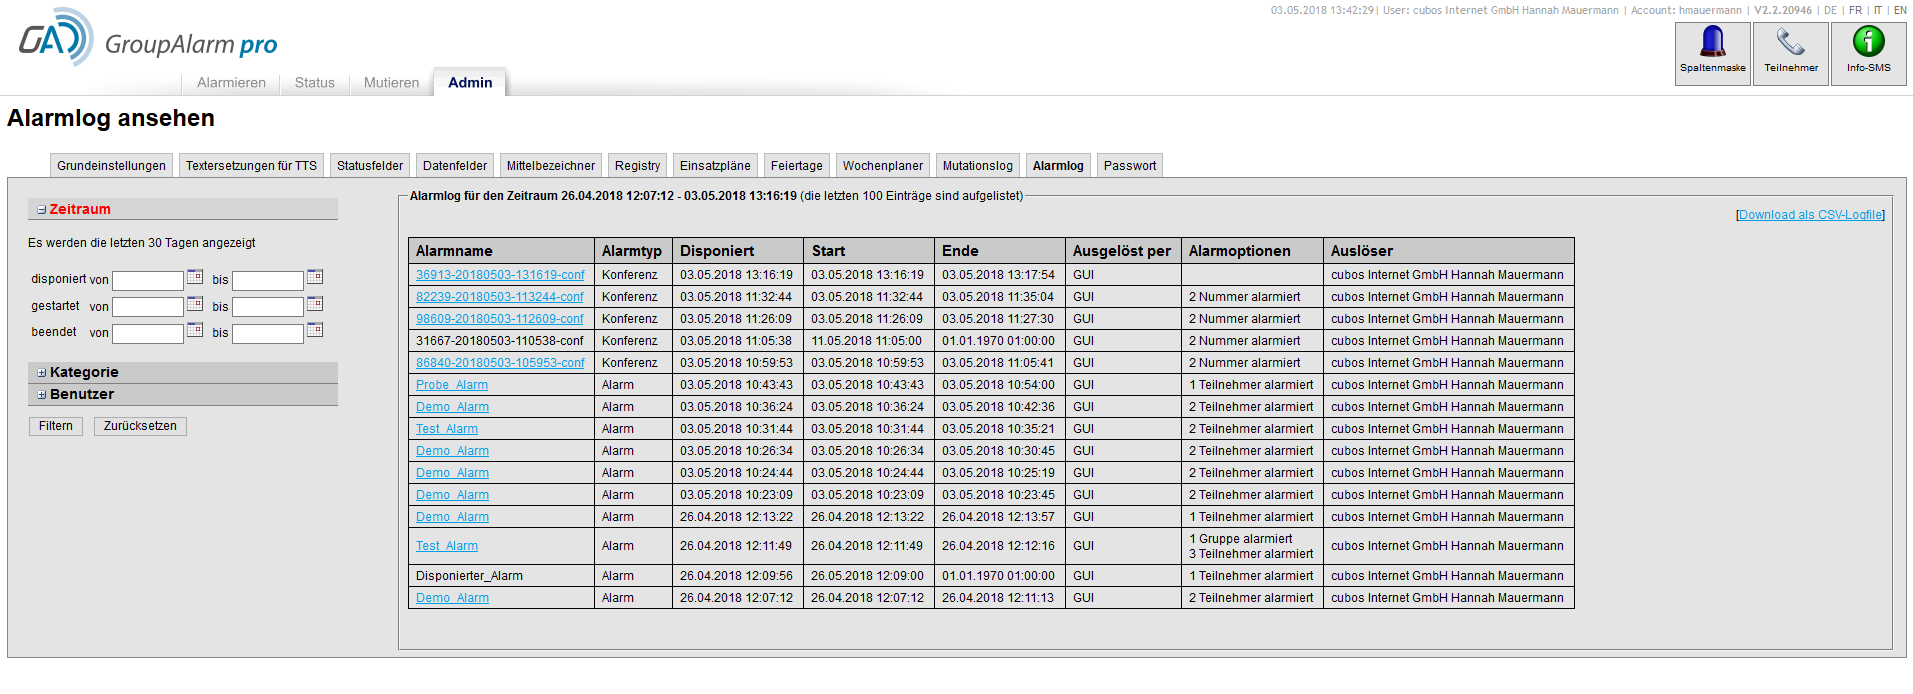 03.05.2018 13:42:29| User: cubos Internet GmbH Hannah Mauermann | Account: hmauermann | V2.2.20946 | DE | FR | IT | EN
GroupAlarm pro
Spaltenmaske Teilnehmer Info-SMS
Alarmieren Status Mutieren Admin
Alarmlog ansehen
Grundeinstellungen Textersetzungen für TTS Statusfelder Datenfelder Mittelbezeichner Registry Einsatzpläne Feiertage Wochenplaner Mutationslog Alarmlog Passwort
Zeitraum
Es werden die letzten 30 Tagen angezeigt
disponiert von bis
gestartet von bis
beendet von bis
Kategorie
Benutzer
Filtern Zurücksetzen
Alarmlog für den Zeitraum 26.04.2018 12:07:12 - 03.05.2018 13:16:19 (die letzten 100 Einträge sind aufgelistet)
[Download als CSV-Logfile]
Alarmname Alarmtyp Disponiert Start Ende Ausgelöst per Alarmoptionen Auslöser
36913-20180503-131619-conf Konferenz 03.05.2018 13:16:19 03.05.2018 13:16:19 03.05.2018 13:17:54 GUI cubos Internet GmbH Hannah Mauermann
82239-20180503-113244-conf Konferenz 03.05.2018 11:32:44 03.05.2018 11:32:44 03.05.2018 11:35:04 GUI 2 Nummer alarmiert cubos Internet GmbH Hannah Mauermann
98609-20180503-112609-conf Konferenz 03.05.2018 11:26:09 03.05.2018 11:26:09 03.05.2018 11:27:30 GUI 2 Nummer alarmiert cubos Internet GmbH Hannah Mauermann
31667-20180503-110538-conf Konferenz 03.05.2018 11:05:38 11.05.2018 11:05:00 01.01.1970 01:00:00 GUI 2 Nummer alarmiert cubos Internet GmbH Hannah Mauermann
86840-20180503-105953-conf Konferenz 03.05.2018 10:59:53 03.05.2018 10:59:53 03.05.2018 11:05:41 GUI 2 Nummer alarmiert cubos Internet GmbH Hannah Mauermann
Probe_Alarm Alarm 03.05.2018 10:43:43 03.05.2018 10:43:43 03.05.2018 10:54:00 GUI 1 Teilnehmer alarmiert cubos Internet GmbH Hannah Mauermann
Demo_Alarm Alarm 03.05.2018 10:36:24 03.05.2018 10:36:24 03.05.2018 10:42:36 GUI 2 Teilnehmer alarmiert cubos Internet GmbH Hannah Mauermann
Test_Alarm Alarm 03.05.2018 10:31:44 03.05.2018 10:31:44 03.05.2018 10:35:21 GUI 2 Teilnehmer alarmiert cubos Internet GmbH Hannah Mauermann
Demo_Alarm Alarm 03.05.2018 10:26:34 03.05.2018 10:26:34 03.05.2018 10:30:45 GUI 2 Teilnehmer alarmiert cubos Internet GmbH Hannah Mauermann
Demo_Alarm Alarm 03.05.2018 10:24:44 03.05.2018 10:24:44 03.05.2018 10:25:19 GUI 2 Teilnehmer alarmiert cubos Internet GmbH Hannah Mauermann
Demo_Alarm Alarm 03.05.2018 10:23:09 03.05.2018 10:23:09 03.05.2018 10:23:45 GUI 2 Teilnehmer alarmiert cubos Internet GmbH Hannah Mauermann
Demo_Alarm Alarm 26.04.2018 12:13:22 26.04.2018 12:13:22 26.04.2018 12:13:57 GUI 1 Teilnehmer alarmiert cubos Internet GmbH Hannah Mauermann
Test_Alarm Alarm 26.04.2018 12:11:49 26.04.2018 12:11:49 26.04.2018 12:12:16 GUI 1 Gruppe alarmiert
3 Teilnehmer alarmiert cubos Internet GmbH Hannah Mauermann
Disponierter_Alarm Alarm 26.04.2018 12:09:56 26.05.2018 12:09:00 01.01.1970 01:00:00 GUI 1 Teilnehmer alarmiert cubos Internet GmbH Hannah Mauermann
Demo_Alarm Alarm 26.04.2018 12:07:12 26.04.2018 12:07:12 26.04.2018 12:11:13 GUI 2 Teilnehmer alarmiert cubos Internet GmbH Hannah Mauermann